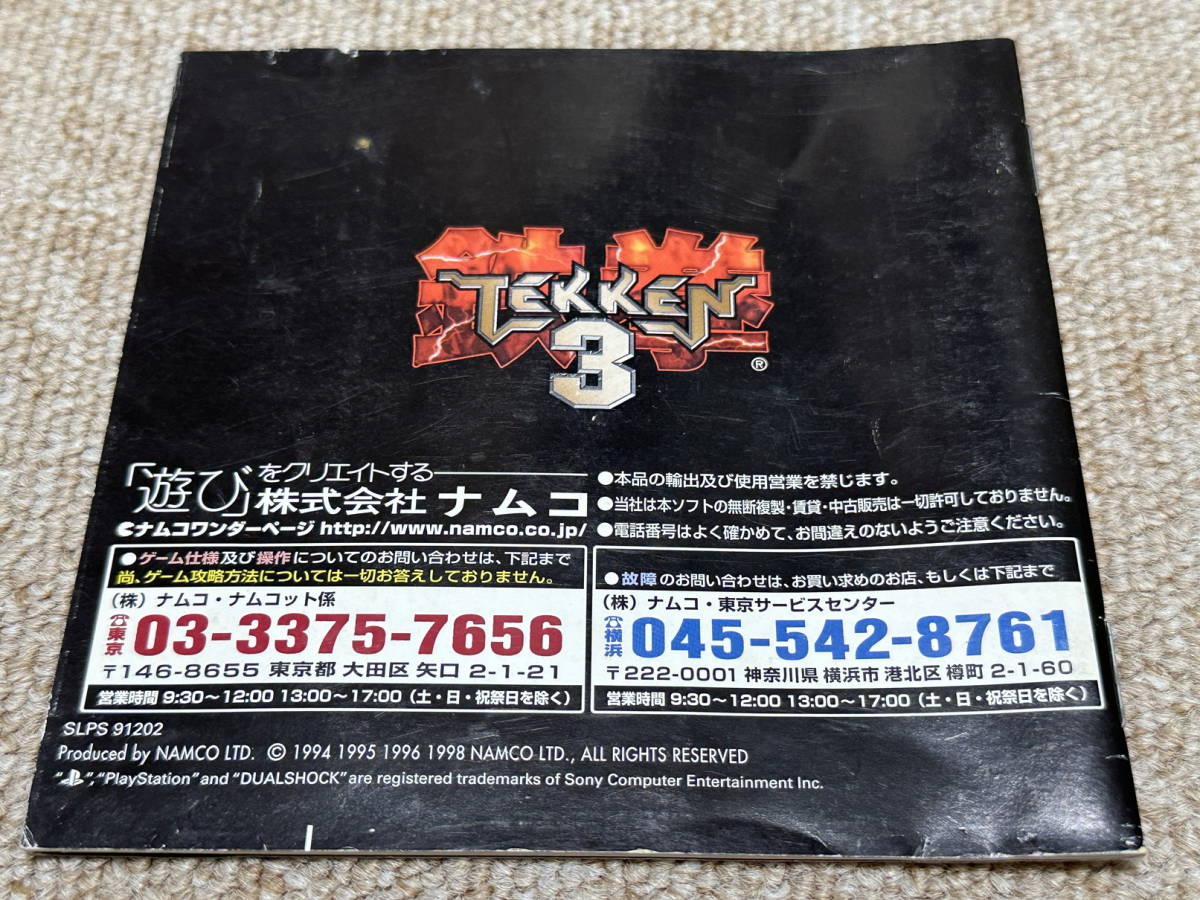 鉄拳
TEKKEN
3
®
「遊び」をクリエイトする
株式会社 ナムコ
ナムコワンダーページ http://www.namco.co.jp/
●本品の輸出及び使用営業を禁じます。
●当社は本ソフトの無断複製・賃貸・中古販売は一切許可しておりません。
●電話番号はよく確かめて、お間違えのないようご注意ください。
●ゲーム仕様及び操作についてのお問い合わせは、下記まで
尚、ゲーム攻略方法については一切お答えしておりません。
(株) ナムコ・ナムコット係
☎東京 03-3375-7656
〒146-8655 東京都 大田区 矢口 2-1-21
営業時間 9:30～12:00 13:00～17:00 (土・日・祝祭日を除く)
●故障のお問い合わせは、お買い求めのお店、もしくは下記まで
(株) ナムコ・東京サービスセンター
☎横浜 045-542-8761
〒222-0001 神奈川県 横浜市 港北区 樽町 2-1-60
営業時間 9:30～12:00 13:00～17:00 (土・日・祝祭日を除く)
SLPS 91202
Produced by NAMCO LTD. © 1994 1995 1996 1998 NAMCO LTD., ALL RIGHTS RESERVED
" ", "PlayStation" and "DUALSHOCK" are registered trademarks of Sony Computer Entertainment Inc.